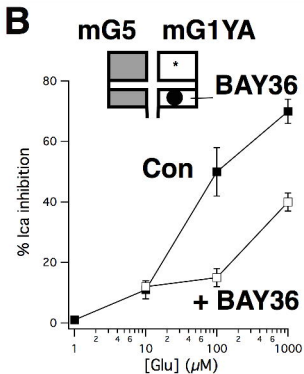 B
mG5 mG1YA
*
BAY36
80
60
Con
% Ica inhibition
40
20
+ BAY36
0
2 4 6 2 4 6 2 4 6
1 10 100 1000
[Glu] (µM)